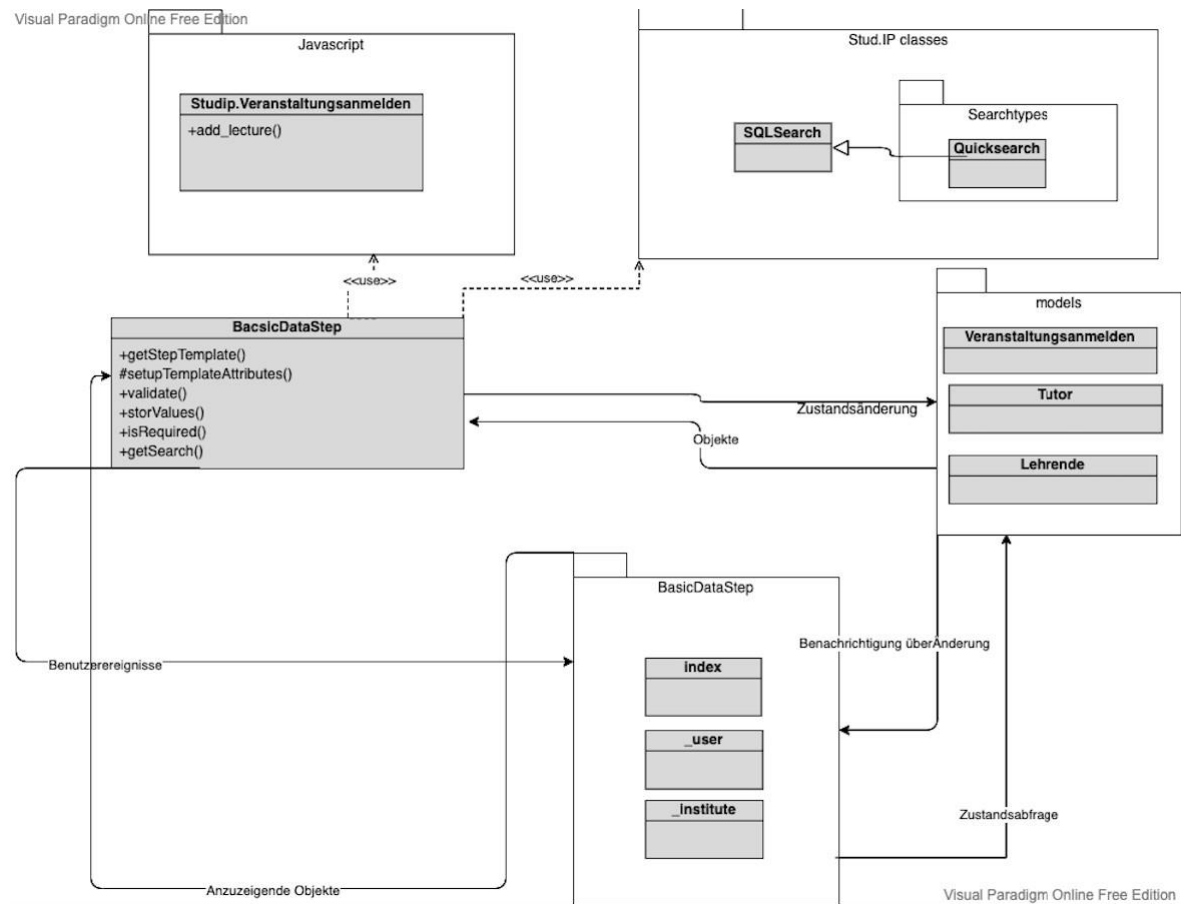 Visual Paradigm Online Free Edition
Javascript
Studip.Veranstaltungsanmelden
+add_lecture()
Stud.IP classes
Searchtypes
SQLSearch
Quicksearch
<<use>>
<<use>>
BacsicDataStep
+getStepTemplate()
#setupTemplateAttributes()
+validate()
+storValues()
+isRequired()
+getSearch()
models
Veranstaltungsanmelden
Tutor
Lehrende
Zustandsänderung
Objekte
BasicDataStep
index
_user
_institute
Benutzerereignisse
Benachrichtigung überÄnderung
Zustandsabfrage
Anzuzeigende Objekte
Visual Paradigm Online Free Edition